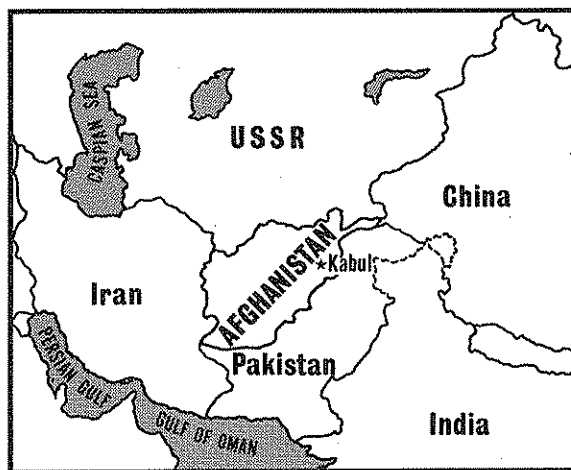 CASPIAN SEA
USSR
China
AFGHANISTAN
★Kabul
Iran
Pakistan
PERSIAN GULF
GULF OF OMAN
India